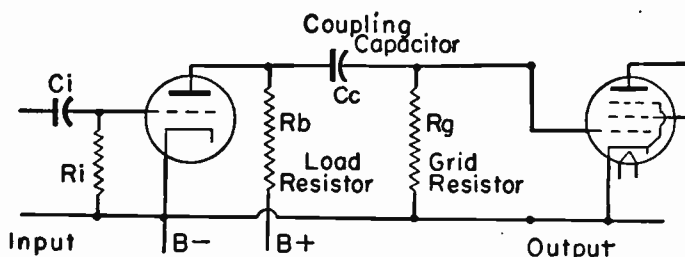 Coupling
Capacitor
Ci
Cc
Rb
Rg
Ri
Load
Resistor
Grid
Resistor
Input
B-
B+
Output